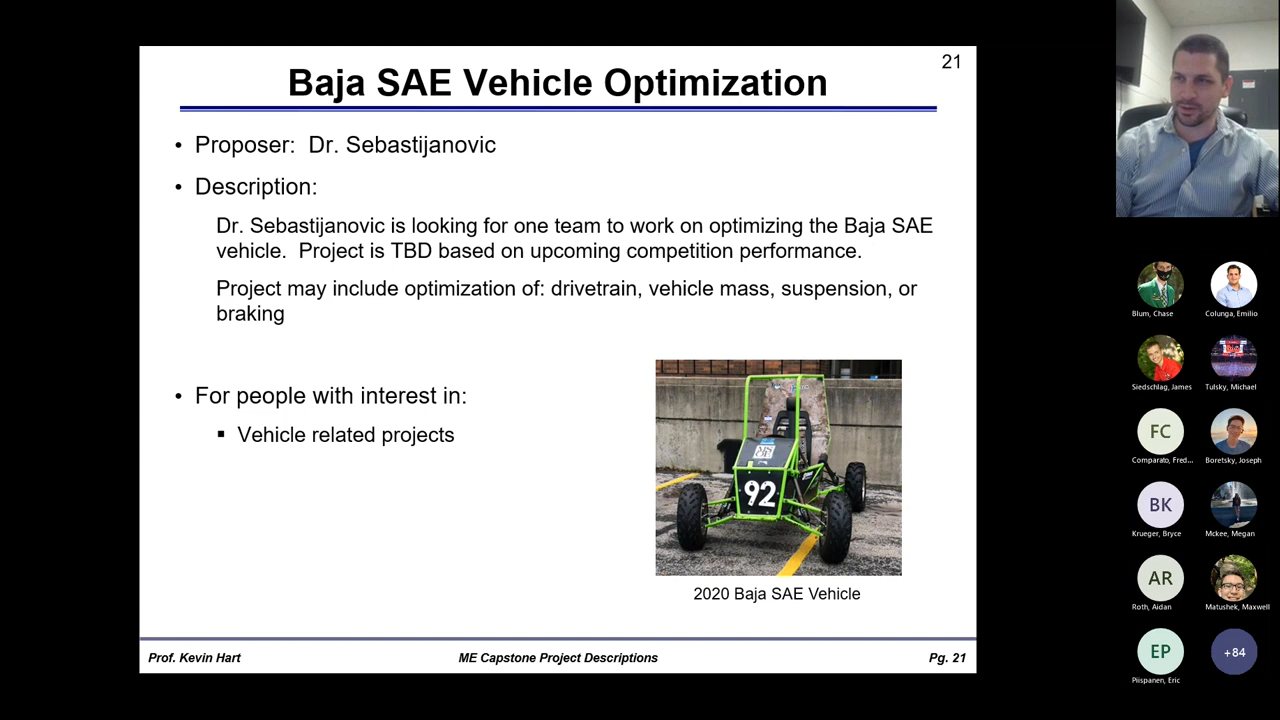 21
Baja SAE Vehicle Optimization
• Proposer: Dr. Sebastijanovic
• Description:
Dr. Sebastijanovic is looking for one team to work on optimizing the Baja SAE
vehicle. Project is TBD based on upcoming competition performance.
Project may include optimization of: drivetrain, vehicle mass, suspension, or
braking
• For people with interest in:
▪ Vehicle related projects
92
2020 Baja SAE Vehicle
Prof. Kevin Hart
ME Capstone Project Descriptions
Pg. 21
Blum, Chase
Colunga, Emilio
Siedschlag, James
Tulsky, Michael
FC
Comparato, Fred...
Boretsky, Joseph
BK
Krueger, Bryce
Mckee, Megan
AR
Roth, Aidan
Matushek, Maxwell
EP
Piispanen, Eric
+84